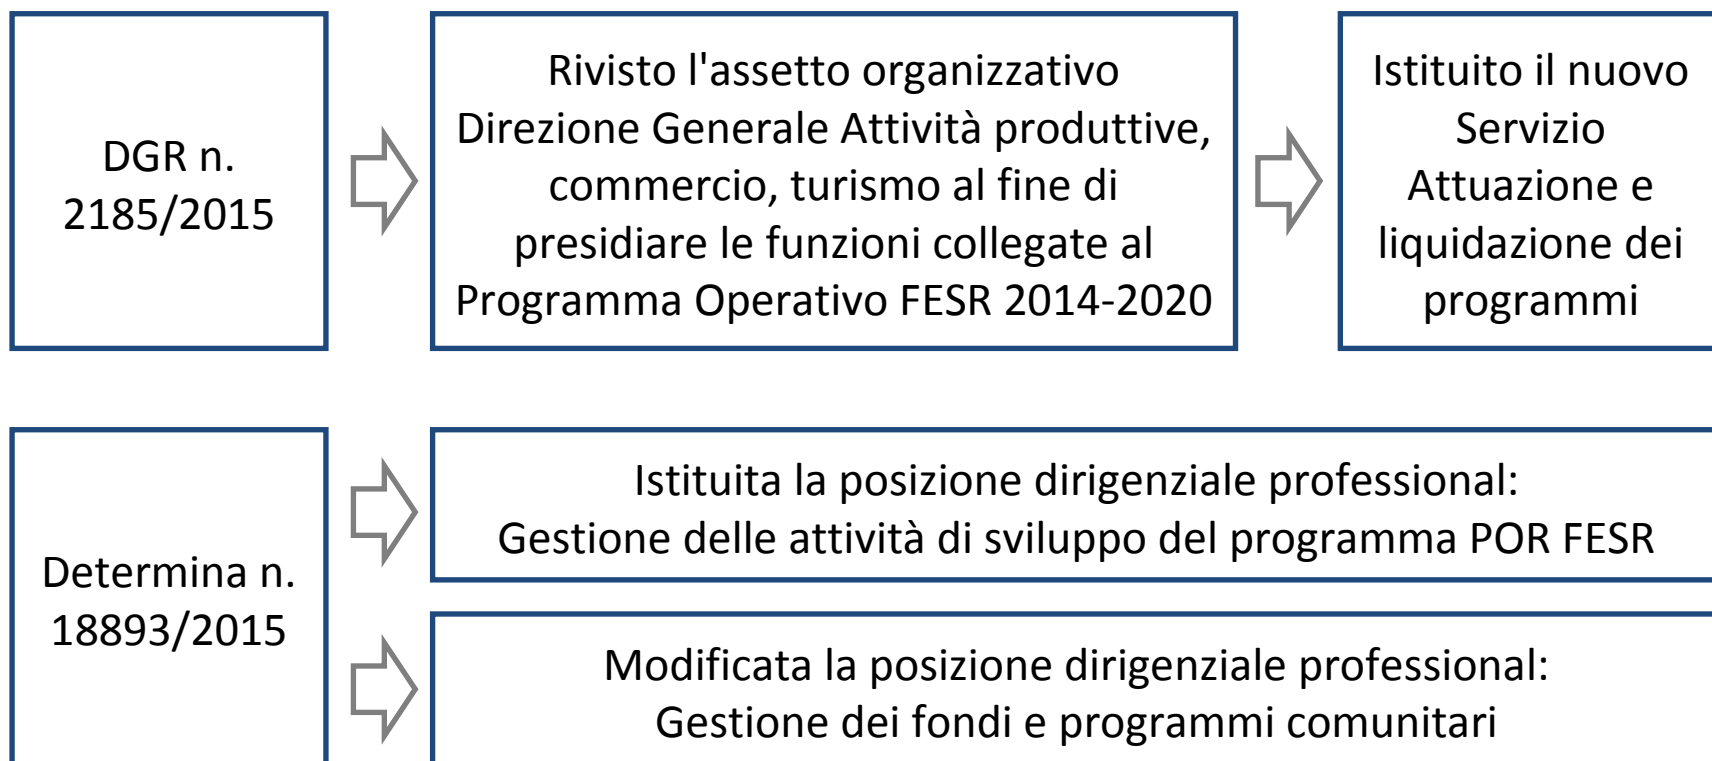 DGR n.
2185/2015
Rivisto l'assetto organizzativo
Direzione Generale Attività produttive,
commercio, turismo al fine di
presidiare le funzioni collegate al
Programma Operativo FESR 2014-2020
Istituito il nuovo
Servizio
Attuazione e
liquidazione dei
programmi
Determina n.
18893/2015
Istituita la posizione dirigenziale professional:
Gestione delle attività di sviluppo del programma POR FESR
Modificata la posizione dirigenziale professional:
Gestione dei fondi e programmi comunitari